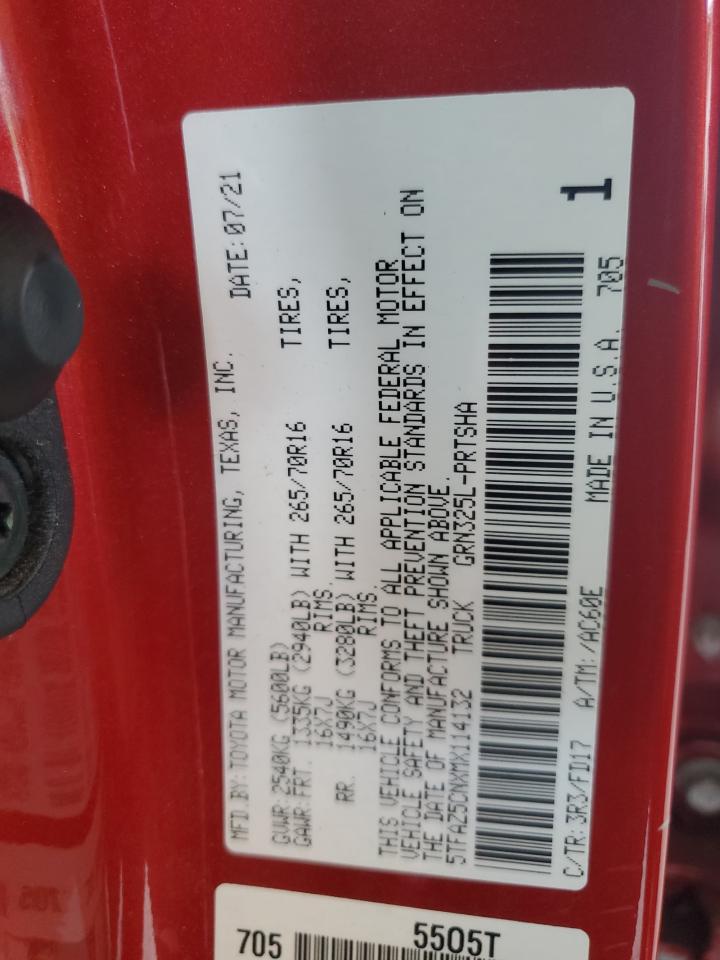 MFD BY: TOYOTA MOTOR MANUFACTURING, TEXAS, INC. DATE: 07/21
GVWR: 2540KG (5600LB)
GAWR: FRT. 1335KG (2940LB) WITH 265/70R16 TIRES,
16X7J RIMS.
RR. 1490KG (3280LB) WITH 265/70R16 TIRES,
16X7J RIMS.
THIS VEHICLE CONFORMS TO ALL APPLICABLE FEDERAL MOTOR
VEHICLE SAFETY AND THEFT PREVENTION STANDARDS IN EFFECT ON
THE DATE OF MANUFACTURE SHOWN ABOVE.
5TFAZ5CNXMX114132 TRUCK GRN325L-PRTSHA
1
C/TR: 3R3/FD17 A/TM: /AC60E MADE IN U.S.A. 705
705 5505T